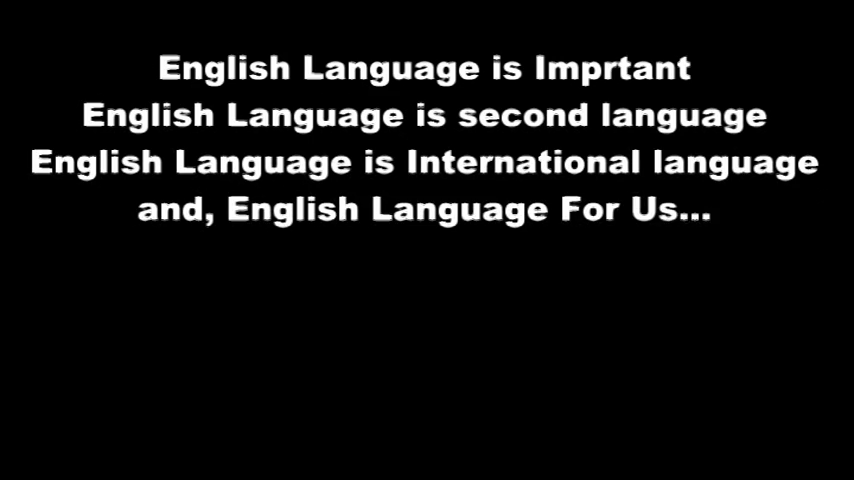 English Language is Imprtant
English Language is second language
English Language is International language
and, English Language For Us...